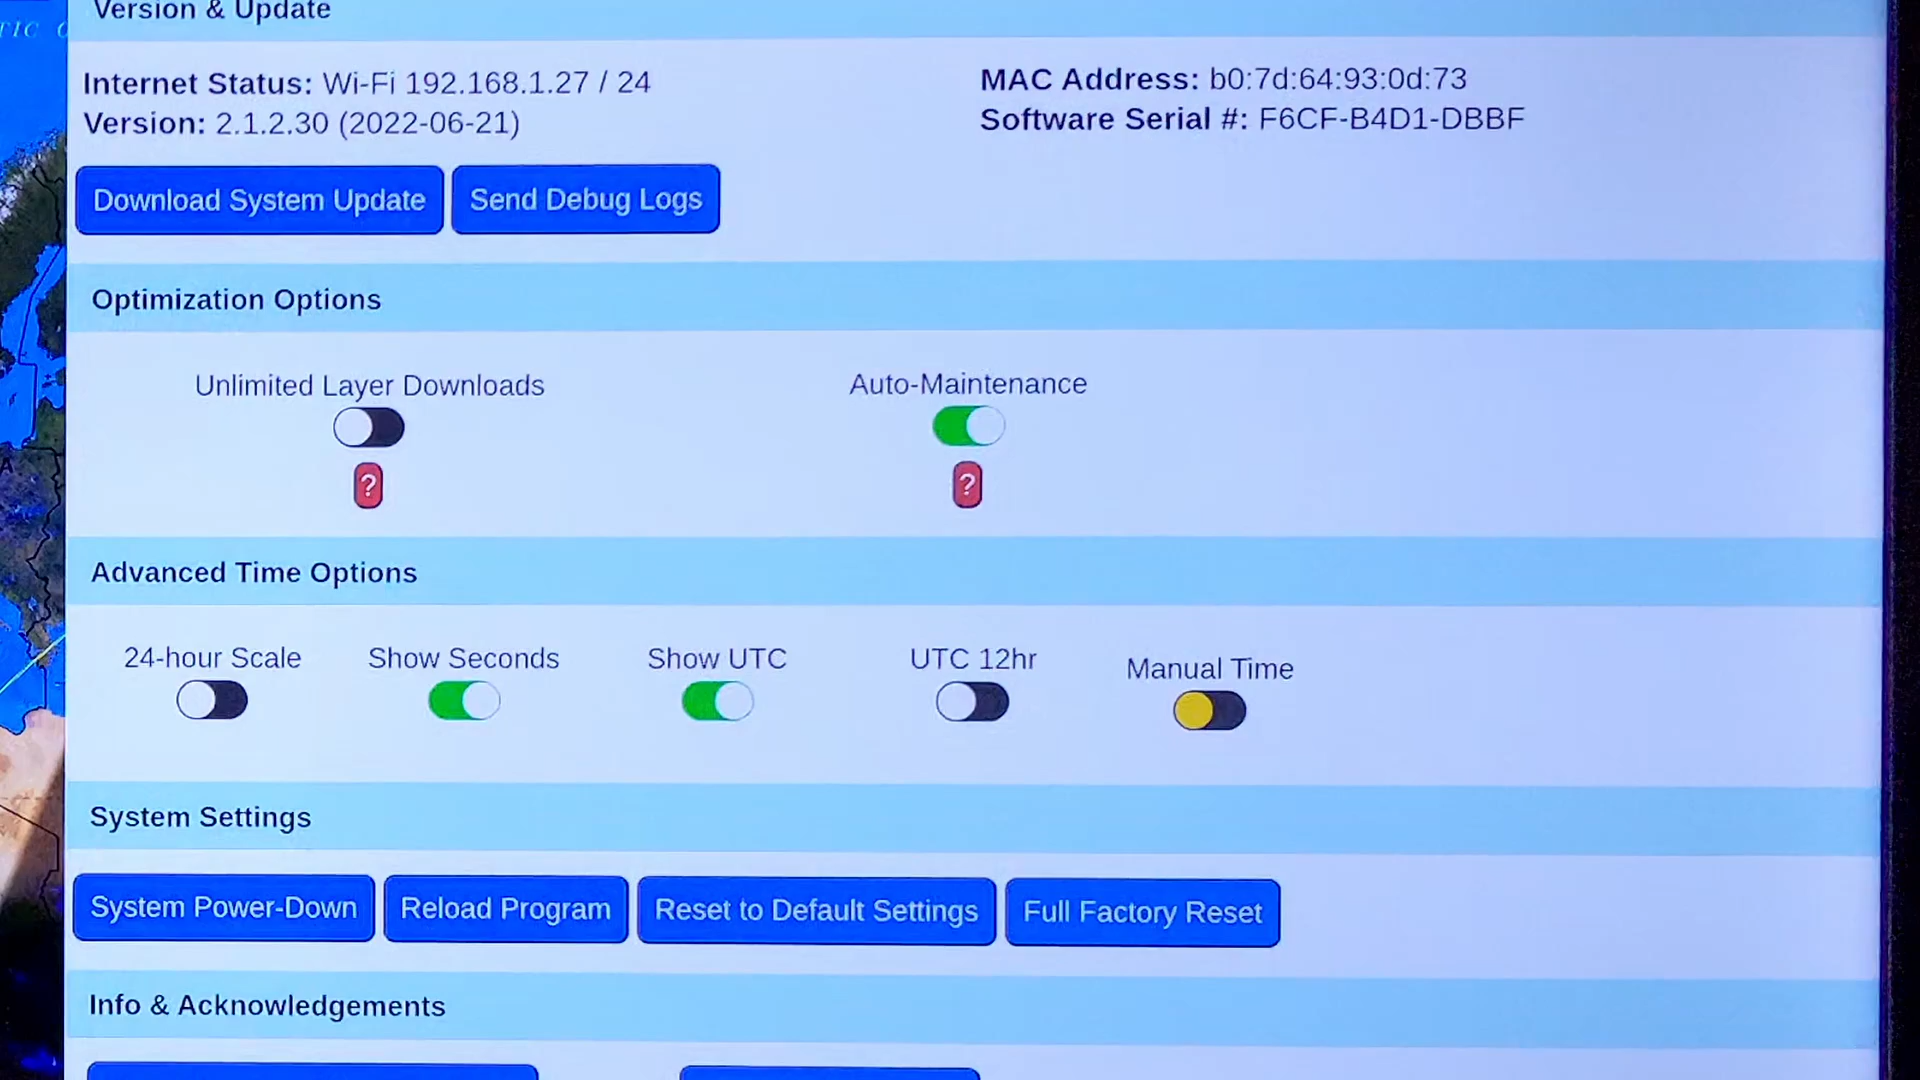 Version & Update
Internet Status: Wi-Fi 192.168.1.27 / 24
Version: 2.1.2.30 (2022-06-21)
MAC Address: b0:7d:64:93:0d:73
Software Serial #: F6CF-B4D1-DBBF
Download System Update
Send Debug Logs
Optimization Options
Unlimited Layer Downloads
Auto-Maintenance
?
?
Advanced Time Options
24-hour Scale
Show Seconds
Show UTC
UTC 12hr
Manual Time
System Settings
System Power-Down
Reload Program
Reset to Default Settings
Full Factory Reset
Info & Acknowledgements